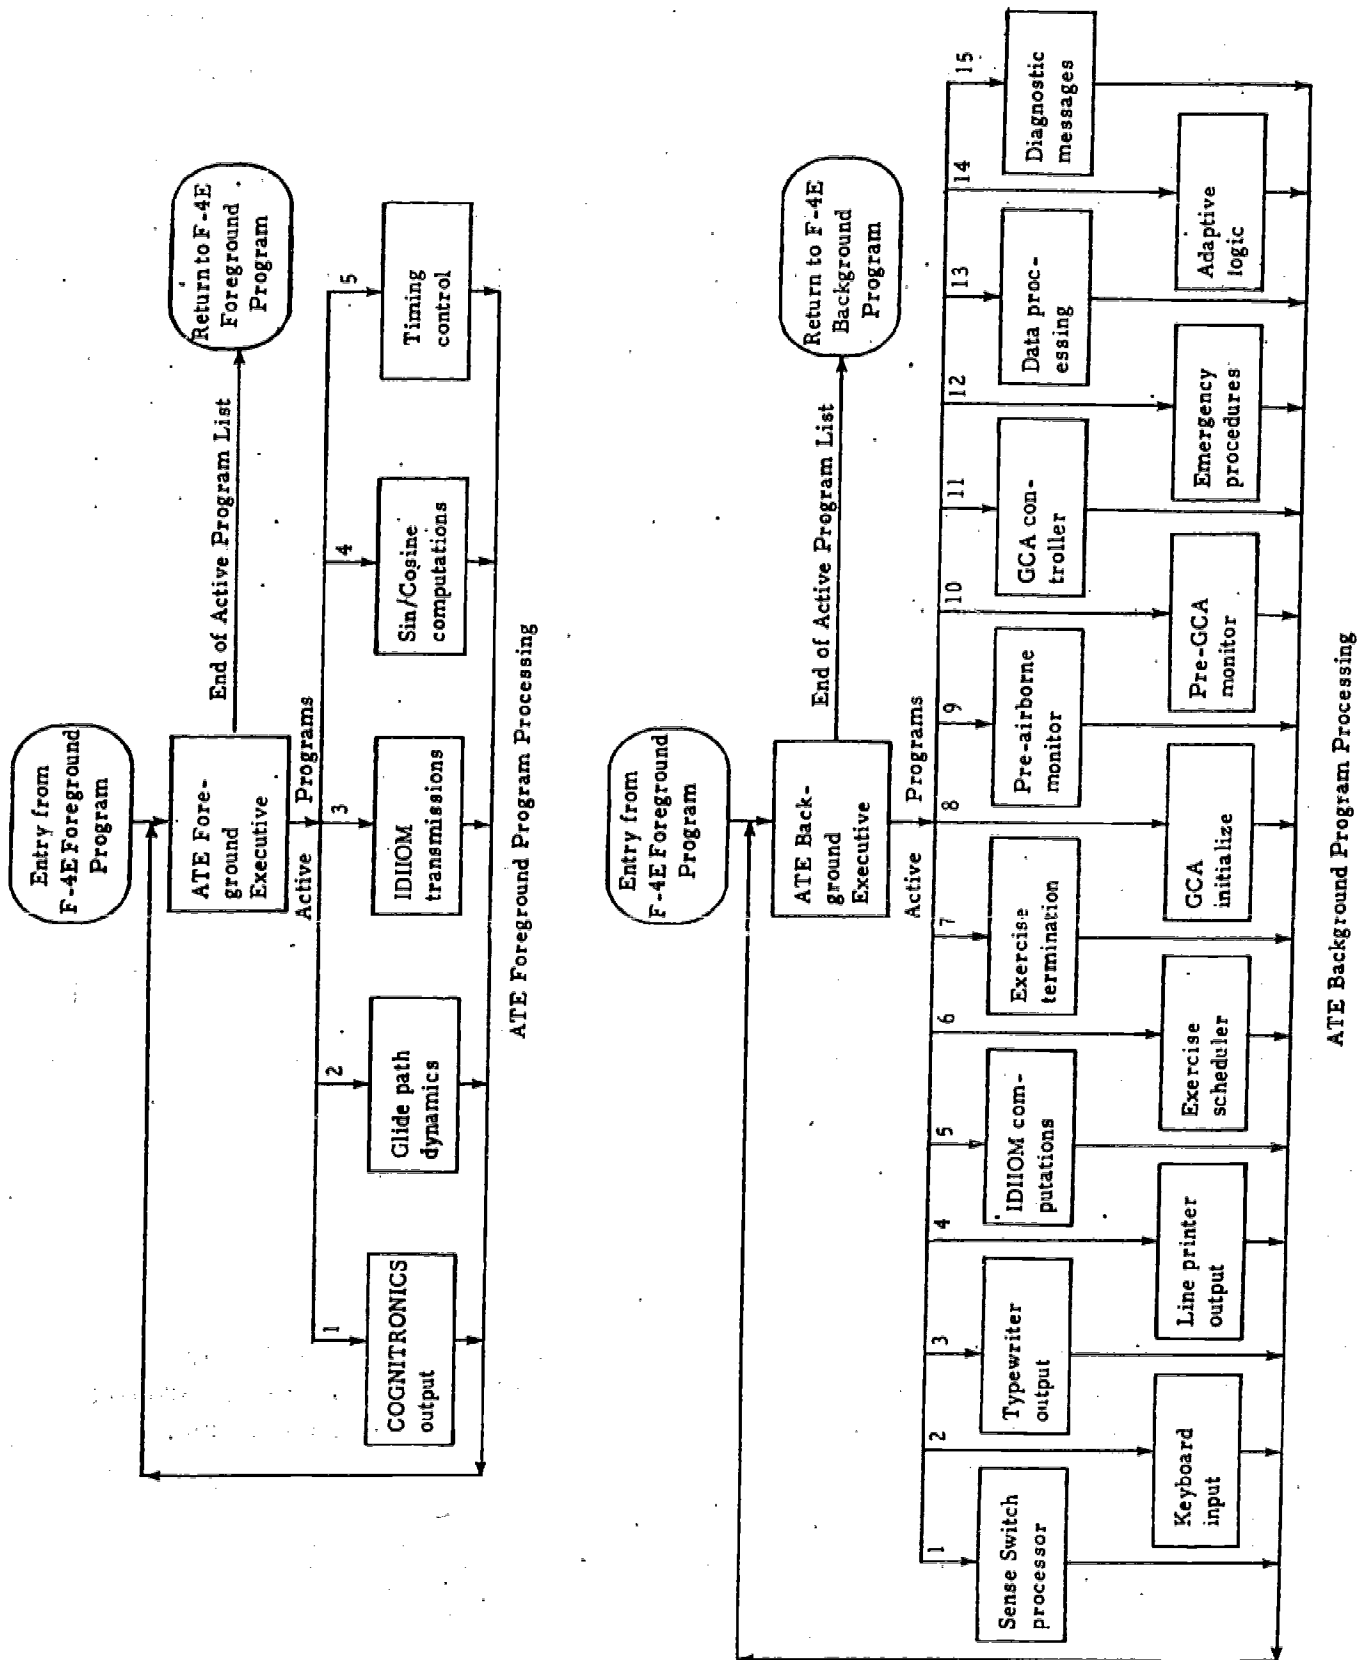 Entry from
F-4E Foreground
Program
ATE Fore-
ground
Executive
End of Active Program List
Return to F-4E
Foreground
Program
Active Programs
1
COGNITRONICS
output
2
Glide path
dynamics
3
IDIIOM
transmissions
4
Sin/Cosine
computations
5
Timing
control
ATE Foreground Program Processing
Entry from
F-4E Foreground
Program
ATE Back-
ground
Executive
End of Active Program List
Return to F-4E
Background
Program
Active Programs
1
Sense Switch
processor
2
Keyboard
input
3
Typewriter
output
4
Line printer
output
5
IDIIOM com-
putations
6
Exercise
scheduler
7
Exercise
termination
8
GCA
initialize
9
Pre-airborne
monitor
10
Pre-GCA
monitor
11
GCA con-
troller
12
Emergency
procedures
13
Data proc-
essing
14
Adaptive
logic
15
Diagnostic
messages
ATE Background Program Processing